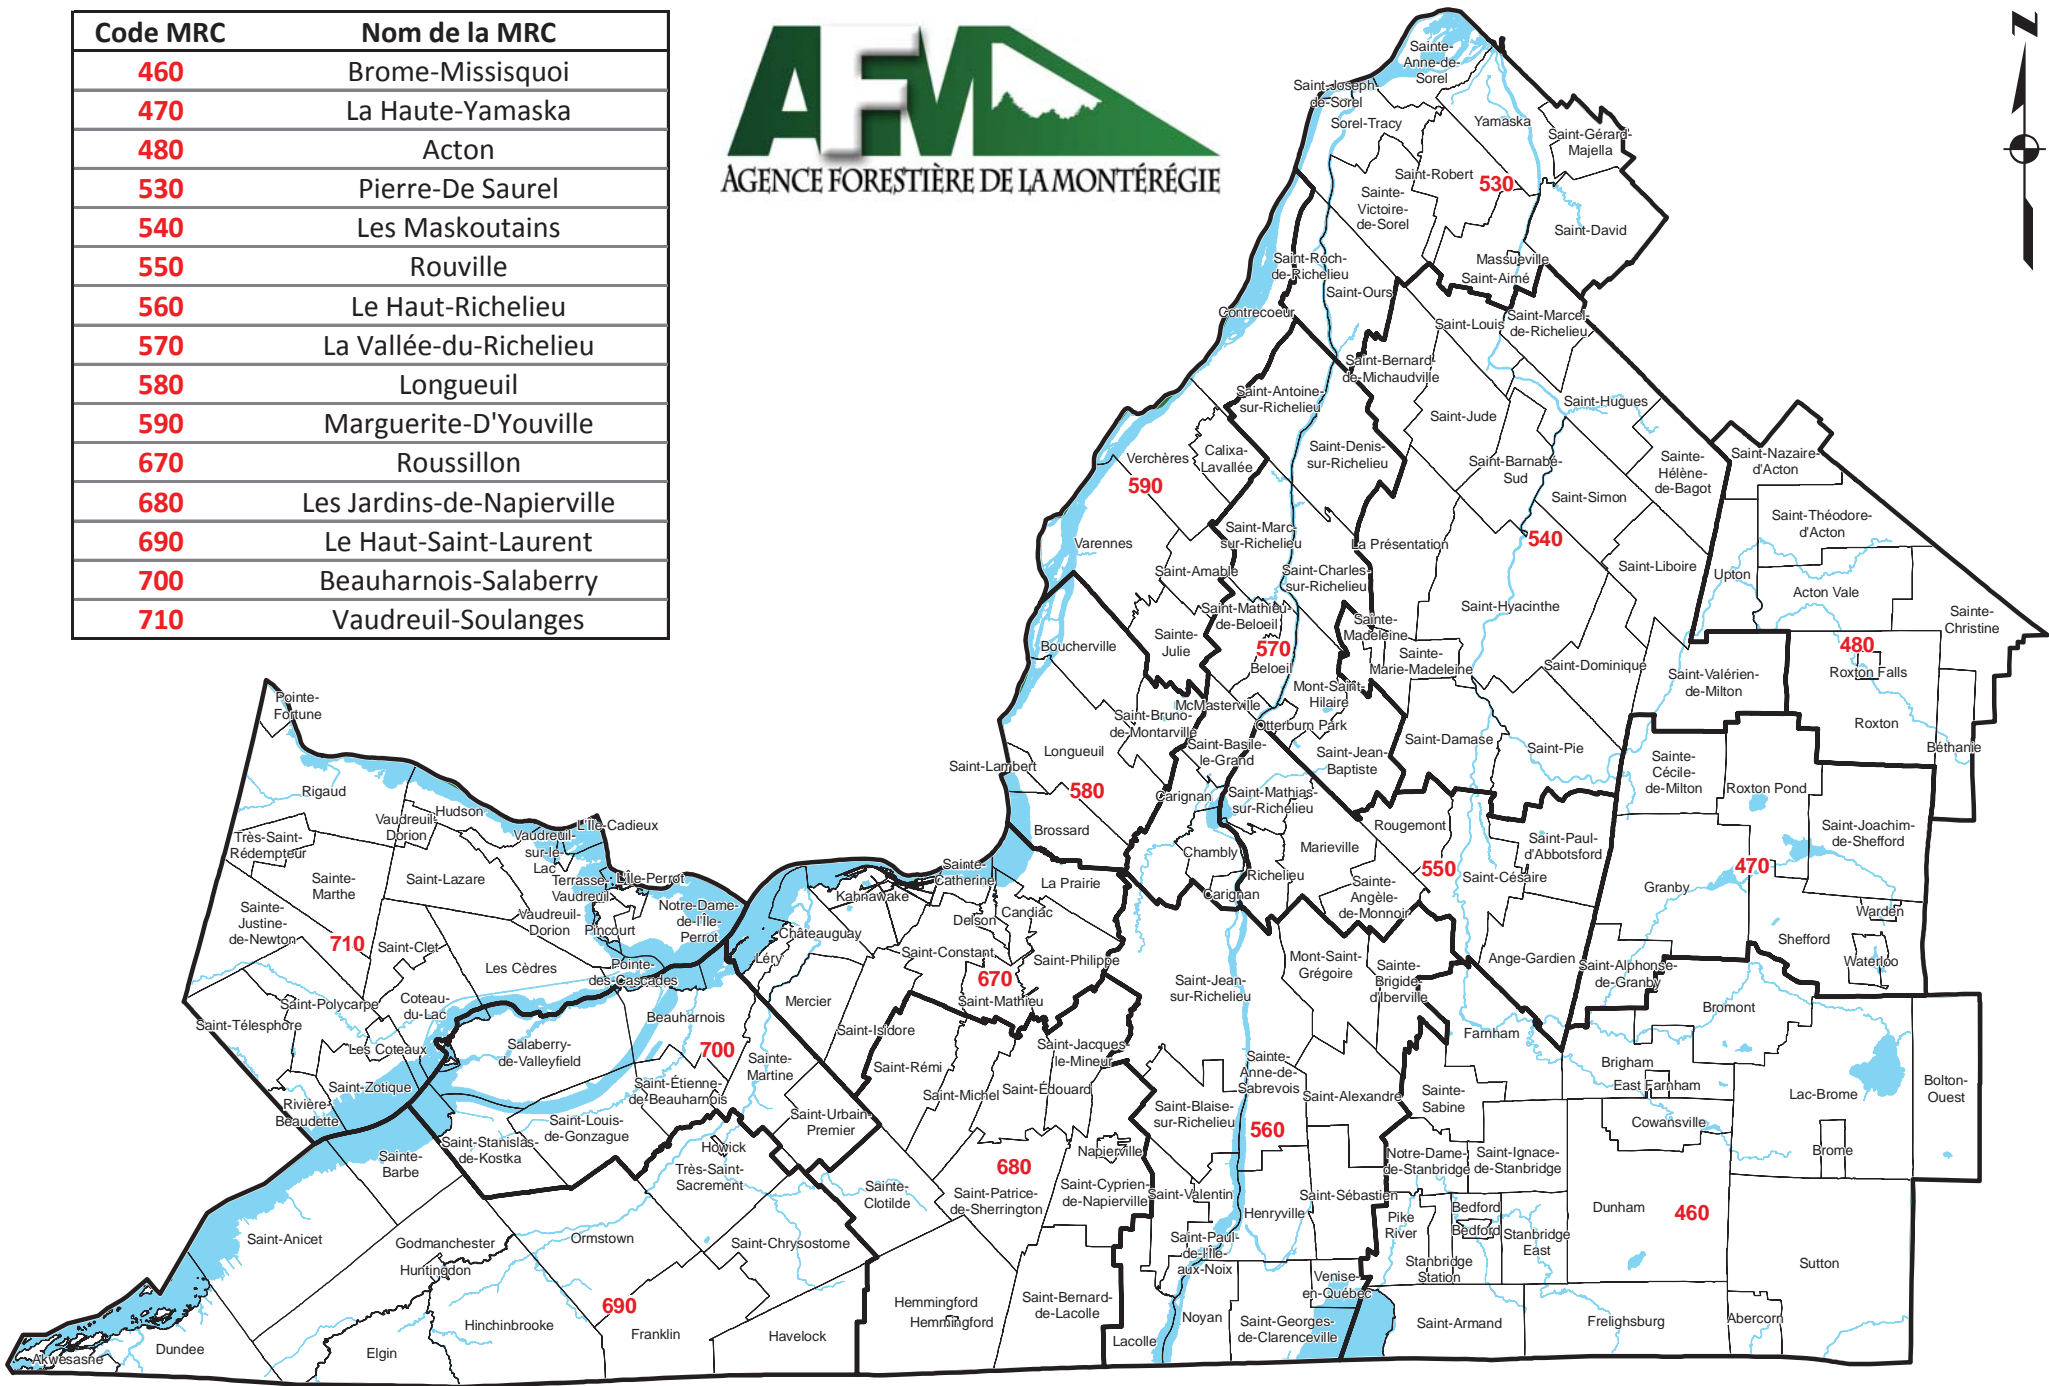 Code MRC Nom de la MRC
460 Brome-Missisquoi
470 La Haute-Yamaska
480 Acton
530 Pierre-De Saurel
540 Les Maskoutains
550 Rouville
560 Le Haut-Richelieu
570 La Vallée-du-Richelieu
580 Longueuil
590 Marguerite-D'Youville
670 Roussillon
680 Les Jardins-de-Napierville
690 Le Haut-Saint-Laurent
700 Beauharnois-Salaberry
710 Vaudreuil-Soulanges
AFM
AGENCE FORESTIÈRE DE LA MONTÉRÉGIE
N
Sainte-
Anne-de-
Sorel
Saint-Joseph-
de-Sorel
Sorel-Tracy
Yamaska
Saint-Gérard-
Majella
Saint-Robert
530
Sainte-
Victoire-
de-Sorel
Saint-David
Massueville
Saint-Aimé
Saint-Roch-
de-Richelieu
Saint-Ours
Contrecoeur
Saint-Louis
Saint-Marcel-
de-Richelieu
Saint-Bernard-
de-Michaudville
Saint-Antoine-
sur-Richelieu
Saint-Jude
Saint-Hugues
Saint-Denis-
sur-Richelieu
Saint-Barnabé-
Sud
Sainte-
Hélène-
de-Bagot
Saint-Nazaire-
d'Acton
Verchères
Calixa-
Lavallée
590
Saint-Simon
Saint-Théodore-
d'Acton
Varennes
Saint-Marc-
sur-Richelieu
La Présentation
540
Saint-Liboire
Upton
Acton Vale
Saint-Amable
Saint-Charles-
sur-Richelieu
Saint-Hyacinthe
Sainte-
Christine
Saint-Mathieu-
de-Beloeil
Sainte-
Madeleine
Sainte-
Marie-Madeleine
Boucherville
Sainte-
Julie
570
Beloeil
Saint-Dominique
Saint-Valérien-
de-Milton
480
Roxton Falls
Roxton
Béthanie
Mont-Saint-
Hilaire
McMasterville
Otterburn Park
Saint-Bruno-
de-Montarville
Saint-Basile-
le-Grand
Saint-Jean-
Baptiste
Saint-Damase
Saint-Pie
Longueuil
Saint-Lambert
580
Brossard
Carignan
Saint-Mathias-
sur-Richelieu
Sainte-
Cécile-
de-Milton
Roxton Pond
Saint-Joachim-
de-Shefford
Rougemont
Saint-Paul-
d'Abbotsford
Marieville
Chambly
Richelieu
Carignan
550
Saint-Césaire
Sainte-
Angèle-
de-Monnoir
Granby
470
Warden
Shefford
Waterloo
Ange-Gardien
Saint-Alphonse-
de-Granby
Pointe-
Fortune
Rigaud
Hudson
Vaudreuil-
Dorion
Vaudreuil-
sur-le-
Lac
L'Île-Cadieux
Très-Saint-
Rédempteur
Sainte-
Marthe
Saint-Lazare
Terrasse-
Vaudreuil
L'Île-Perrot
Vaudreuil-
Dorion
Pincourt
Notre-Dame-
de-l'Île-
Perrot
Sainte-
Justine-
de-Newton
710
Saint-Clet
Les Cèdres
Pointe-
des-Cascades
Coteau-
du-Lac
Saint-Polycarpe
Saint-Télesphore
Les Coteaux
Saint-Zotique
Rivière-
Beaudette
Kahnawake
Sainte-
Catherine
La Prairie
Candiac
Delson
Châteauguay
Léry
Saint-Constant
Saint-Philippe
670
Saint-Mathieu
Mercier
Saint-Isidore
Beauharnois
700
Salaberry-
de-Valleyfield
Sainte-
Martine
Saint-Étienne-
de-Beauharnois
Saint-Urbain-
Premier
Saint-Louis-
de-Gonzague
Saint-Stanislas-
de-Kostka
Sainte-
Barbe
Howick
Très-Saint-
Sacrement
Saint-Rémi
Saint-Michel
Saint-Édouard
Saint-Jacques-
le-Mineur
Napierville
680
Sainte-
Clotilde
Saint-Patrice-
de-Sherrington
Saint-Cyprien-
de-Napierville
Hemmingford
Hemmingford
Saint-Bernard-
de-Lacolle
Saint-Jean-
sur-Richelieu
Mont-Saint-
Grégoire
Sainte-
Brigide-
d'Iberville
Farnham
Sainte-
Anne-de-
Sabrevois
Saint-Alexandre
Saint-Blaise-
sur-Richelieu
560
Saint-Valentin
Henryville
Saint-Sébastien
Saint-Paul-
de-l'Île-
aux-Noix
Venise-
en-Québec
Noyan
Lacolle
Saint-Georges-
de-Clarenceville
Bromont
Brigham
East Farnham
Sainte-
Sabine
Cowansville
Lac-Brome
Bolton-
Ouest
Brome
Notre-Dame-
de-Stanbridge
Saint-Ignace-
de-Stanbridge
Pike
River
Bedford
Bedford
Stanbridge
East
Stanbridge
Station
Dunham
460
Sutton
Saint-Armand
Frelighsburg
Abercorn
Saint-Anicet
Godmanchester
Huntingdon
Ormstown
Saint-Chrysostome
690
Hinchinbrooke
Franklin
Havelock
Elgin
Dundee
Akwesasne